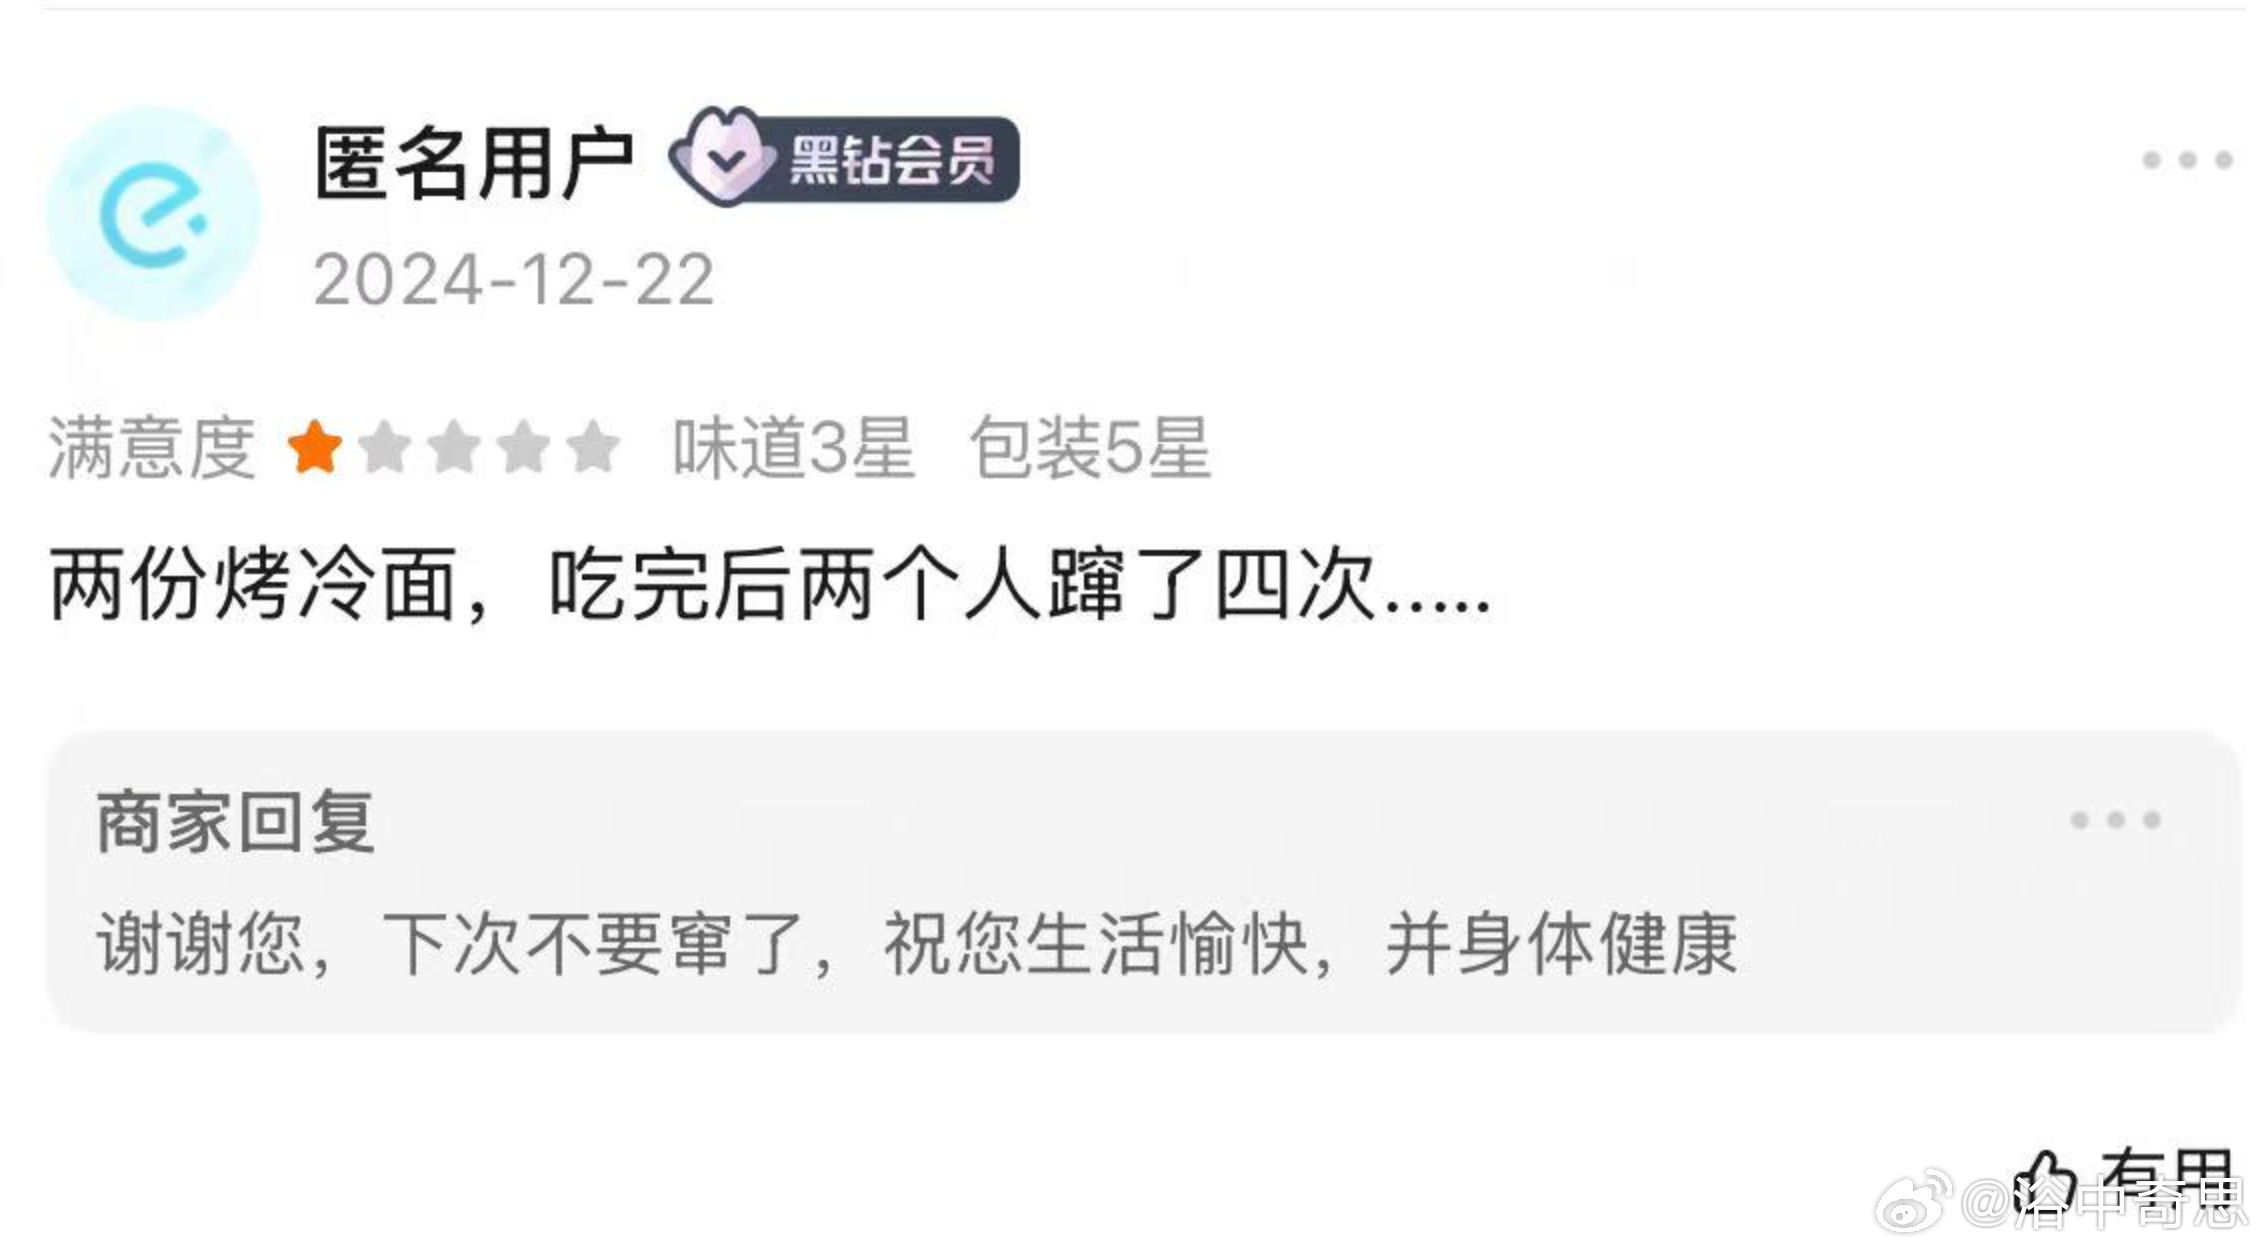 匿名用户 黑钻会员
2024-12-22
满意度 味道3星 包装5星
两份烤冷面，吃完后两个人蹿了四次.....
商家回复
谢谢您，下次不要窜了，祝您生活愉快，并身体健康
有用
@浴中奇思